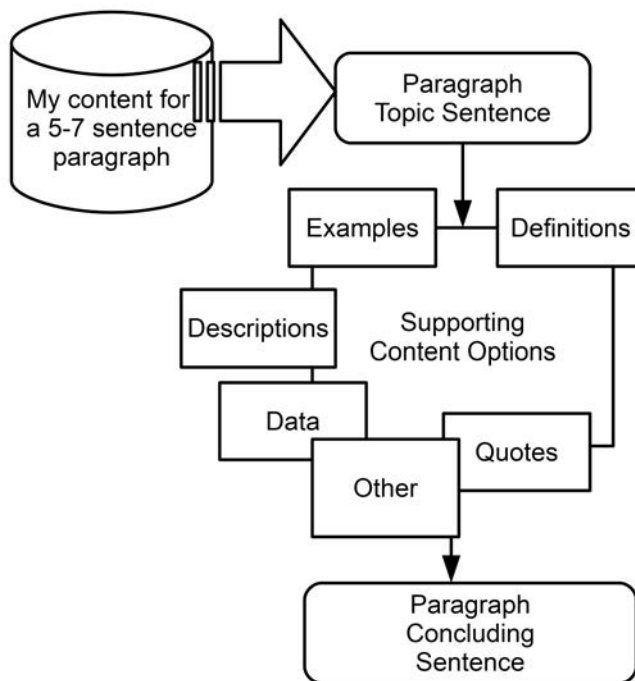 My content for
a 5-7 sentence
paragraph
Paragraph
Topic Sentence
Examples
Definitions
Descriptions
Supporting
Content Options
Data
Quotes
Other
Paragraph
Concluding
Sentence